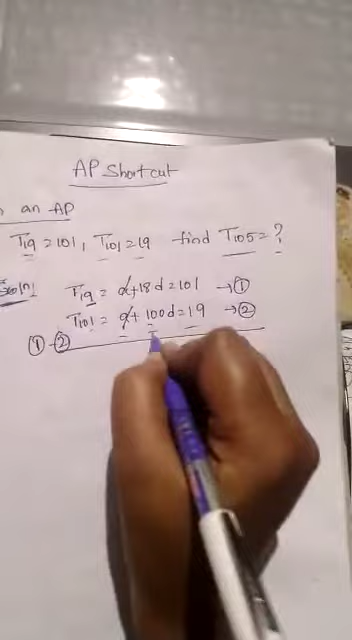 AP Shortcut
an AP
T19 = 101, T101 = 19 find T105 = ?
Soln:
T19 = a+18d = 101 → ①
T101 = a+ 100d = 19 → ②
① - ②